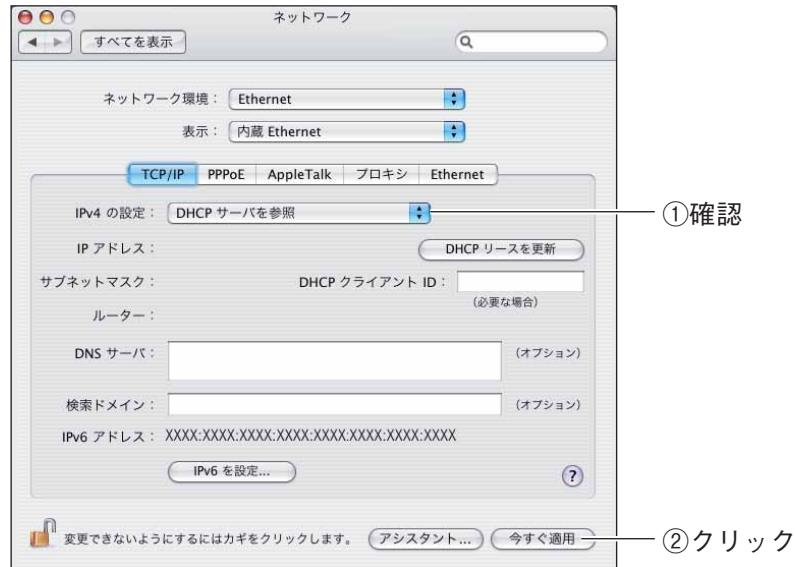 ネットワーク
すべてを表示
ネットワーク環境： Ethernet
表示： 内蔵 Ethernet
TCP/IP PPPoE AppleTalk プロキシ Ethernet
IPv4 の設定： DHCP サーバを参照
①確認
IP アドレス： DHCP リースを更新
サブネットマスク： DHCP クライアント ID：
(必要な場合)
ルーター：
DNS サーバ： (オプション)
検索ドメイン： (オプション)
IPv6 アドレス： XXXX:XXXX:XXXX:XXXX:XXXX:XXXX:XXXX:XXXX
IPv6 を設定... ?
変更できないようにするにはカギをクリックします。 アシスタント... 今すぐ適用
②クリック